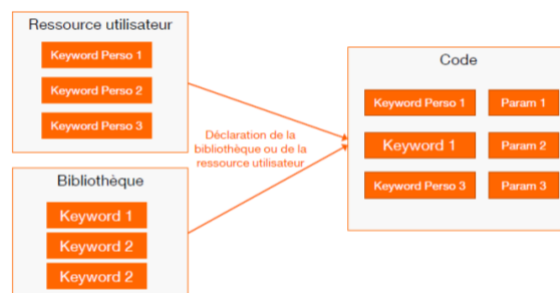 Ressource utilisateur
Keyword Perso 1
Keyword Perso 2
Keyword Perso 3
Bibliothèque
Keyword 1
Keyword 2
Keyword 2
Déclaration de la
bibliothèque ou de la
ressource utilisateur
Code
Keyword Perso 1 Param 1
Keyword 1 Param 2
Keyword Perso 3 Param 3